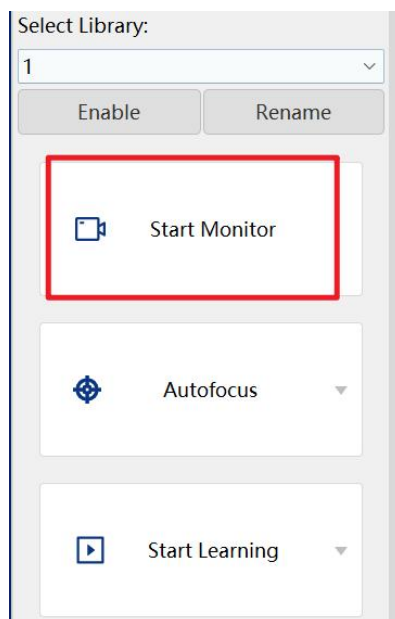 Select Library:
1
Enable Rename
Start Monitor
Autofocus
Start Learning